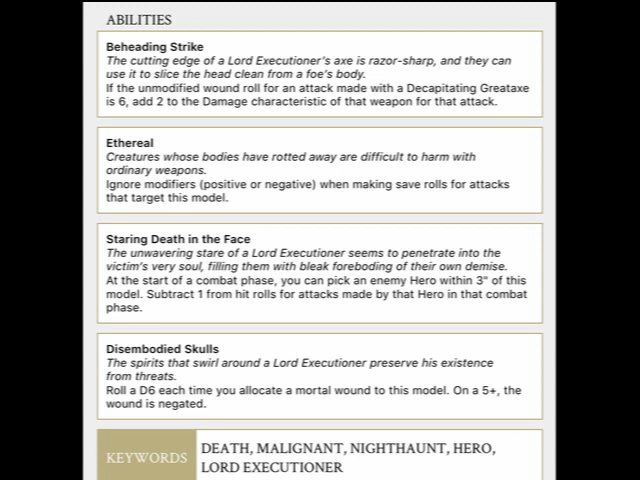 ABILITIES
Beheading Strike
The cutting edge of a Lord Executioner's axe is razor-sharp, and they can
use it to slice the head clean from a foe's body.
If the unmodified wound roll for an attack made with a Decapitating Greataxe
is 6, add 2 to the Damage characteristic of that weapon for that attack.
Ethereal
Creatures whose bodies have rotted away are difficult to harm with
ordinary weapons.
Ignore modifiers (positive or negative) when making save rolls for attacks
that target this model.
Staring Death in the Face
The unwavering stare of a Lord Executioner seems to penetrate into the
victim's very soul, filling them with bleak foreboding of their own demise.
At the start of a combat phase, you can pick an enemy Hero within 3" of this
model. Subtract 1 from hit rolls for attacks made by that Hero in that combat
phase.
Disembodied Skulls
The spirits that swirl around a Lord Executioner preserve his existence
from threats.
Roll a D6 each time you allocate a mortal wound to this model. On a 5+, the
wound is negated.
KEYWORDS
DEATH, MALIGNANT, NIGHTHAUNT, HERO,
LORD EXECUTIONER